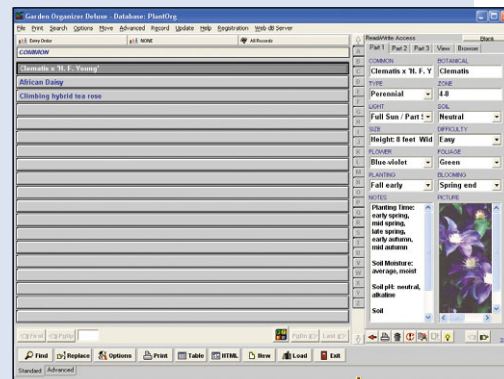 Garden Organizer Deluxe - Database: PlantOrg
File Print Search Options Move Advanced Record Update Help Registration Web-dB Server
Entry Order NONE All Records
COMMON
Clematis x 'H. F. Young'
African Daisy
Climbing hybrid tea rose
A
B
C
D
E
F
G
H
I
J
K
L
M
N
O
P
Q
R
S
T
U
V
W
X
Y
Z
Read/Write Access Blank
Part 1 Part 2 Part 3 View Browser
COMMON BOTANICAL
Clematis x 'H. F. Y Clematis
TYPE ZONE
Perennial 4-8
LIGHT SOIL
Full Sun / Part S Neutral
SIZE DIFFICULTY
Height: 8 feet Wid Easy
FLOWER FOLIAGE
Blue-violet Green
PLANTING BLOOMING
Fall early Spring end
NOTES PICTURE
Planting Time:
early spring,
mid spring,
late spring,
early autumn,
mid autumn
Soil Moisture:
average, moist
Soil pH: neutral,
alkaline
Soil
First PgUp PgDn Last
Find Replace Options Print Table HTML New Load Exit
Standard Advanced